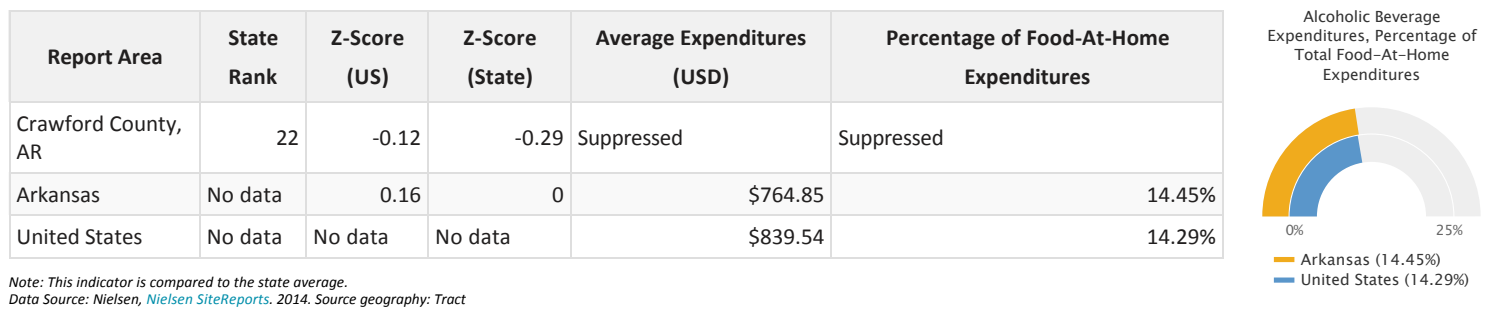 Report Area
State
Rank
Z-Score
(US)
Z-Score
(State)
Average Expenditures
(USD)
Percentage of Food-At-Home
Expenditures
Crawford County,
AR
22
-0.12
-0.29
Suppressed
Suppressed
Arkansas
No data
0.16
0
$764.85
14.45%
United States
No data
No data
No data
$839.54
14.29%
Note: This indicator is compared to the state average.
Data Source: Nielsen, Nielsen SiteReports. 2014. Source geography: Tract
Alcoholic Beverage
Expenditures, Percentage of
Total Food-At-Home
Expenditures
0%
25%
Arkansas (14.45%)
United States (14.29%)